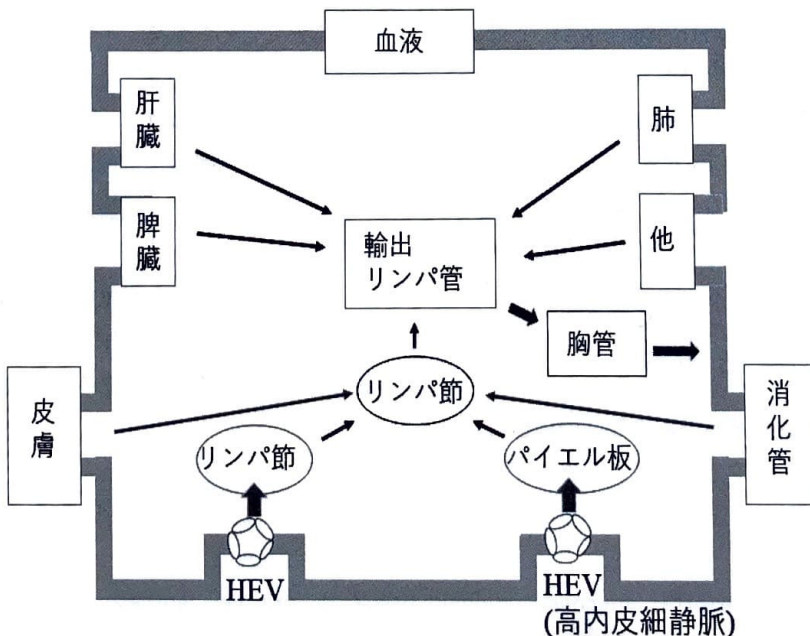 血液
肝臓
肺
脾臓
他
輸出
リンパ管
胸管
リンパ節
皮膚
消化管
リンパ節
パイエル板
HEV
HEV
(高内皮細静脈)